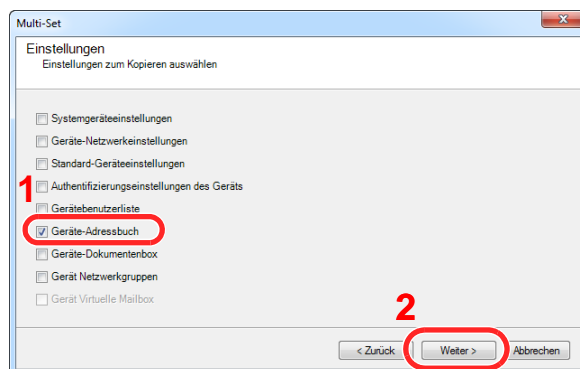 Multi-Set
Einstellungen
Einstellungen zum Kopieren auswählen
Systemgeräteeinstellungen
Geräte-Netzwerkeinstellungen
Standard-Geräteeinstellungen
1
Authentifizierungseinstellungen des Geräts
Gerätebenutzerliste
Geräte-Adressbuch
Geräte-Dokumentenbox
Gerät Netzwerkgruppen
Gerät Virtuelle Mailbox
2
< Zurück Weiter > Abbrechen